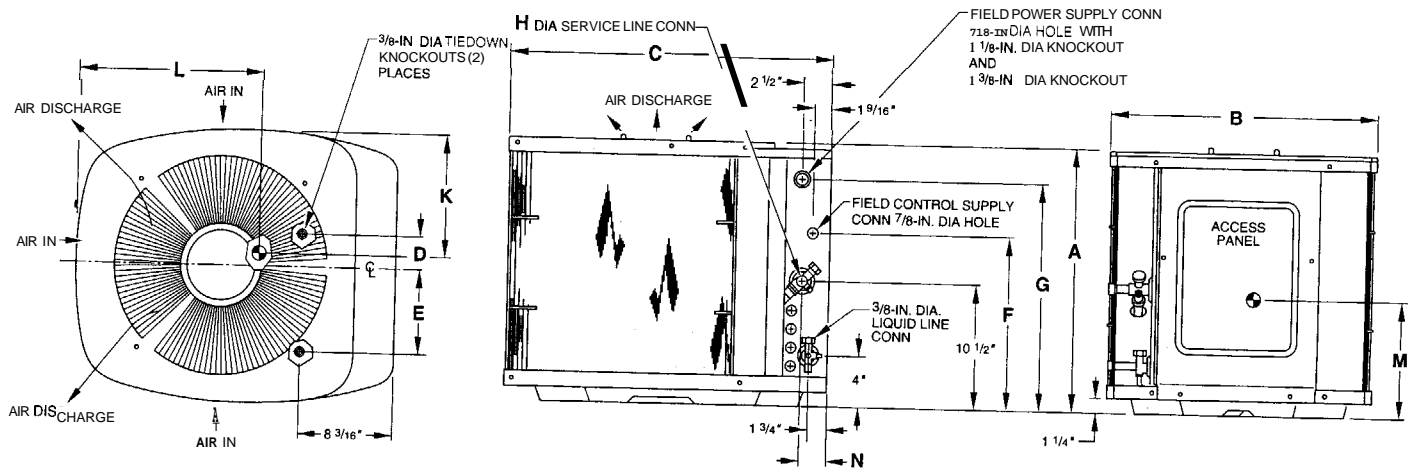 L
AIR DISCHARGE
AIR IN
3/8-IN DIA TIEDOWN
KNOCKOUTS (2)
PLACES
K
D
E
AIR IN
℄
AIR DISCHARGE
AIR IN
8 3/16"
H DIA SERVICE LINE CONN
C
2 1/2"
1 9/16"
AIR DISCHARGE
FIELD POWER SUPPLY CONN
718-IN DIA HOLE WITH
1 1/8-IN. DIA KNOCKOUT
AND
1 3/8-IN DIA KNOCKOUT
FIELD CONTROL SUPPLY
CONN 7/8-IN. DIA HOLE
3/8-IN. DIA.
LIQUID LINE
CONN
10 1/2"
4"
1 3/4"
N
F
G
A
B
ACCESS
PANEL
M
1 1/4"